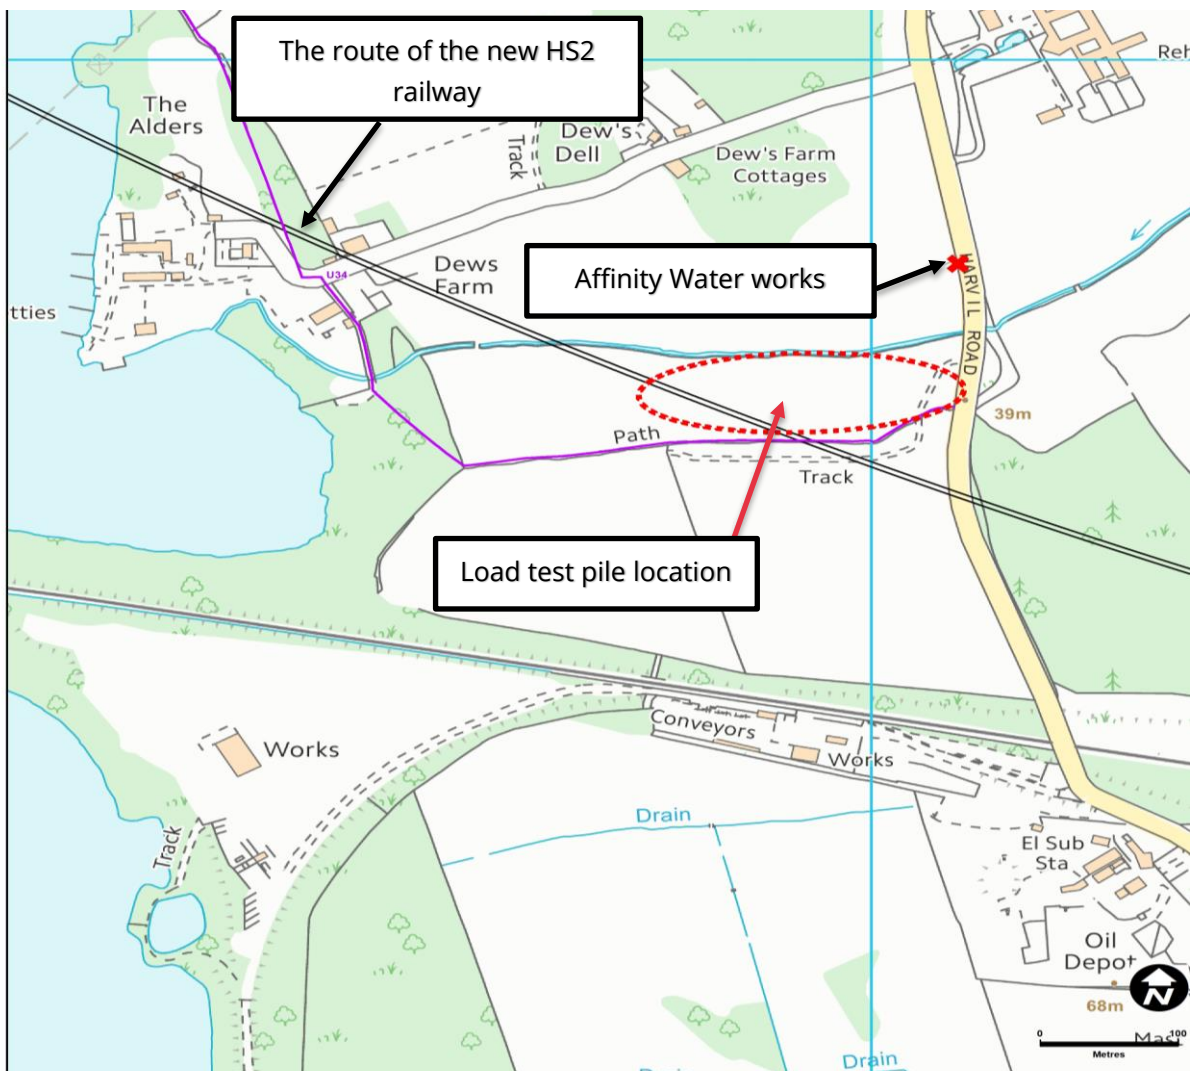 The route of the new HS2
railway
Reh
The
Alders
Track
Dew's
Dell
Dew's Farm
Cottages
Affinity Water works
HARVIL ROAD
U34
Dews
Farm
tties
39m
Path
Track
Load test pile location
Conveyors
Works
Works
Drain
Track
El Sub
Sta
Oil
Depot
N
68m
0
100
Metres
Mas
Drain